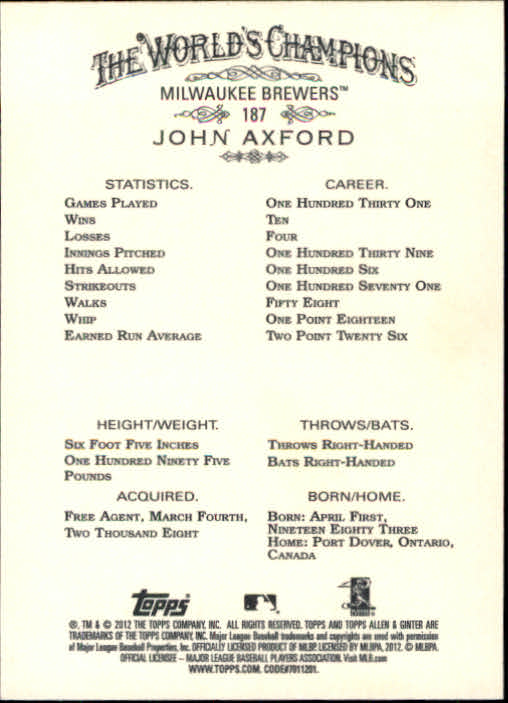 THE WORLD'S CHAMPIONS
MILWAUKEE BREWERS™
187
JOHN AXFORD
STATISTICS. CAREER.
GAMES PLAYED ONE HUNDRED THIRTY ONE
WINS TEN
LOSSES FOUR
INNINGS PITCHED ONE HUNDRED THIRTY NINE
HITS ALLOWED ONE HUNDRED SIX
STRIKEOUTS ONE HUNDRED SEVENTY ONE
WALKS FIFTY EIGHT
WHIP ONE POINT EIGHTEEN
EARNED RUN AVERAGE TWO POINT TWENTY SIX
HEIGHT/WEIGHT.
SIX FOOT FIVE INCHES
ONE HUNDRED NINETY FIVE
POUNDS
THROWS/BATS.
THROWS RIGHT-HANDED
BATS RIGHT-HANDED
ACQUIRED.
FREE AGENT, MARCH FOURTH,
TWO THOUSAND EIGHT
BORN/HOME.
BORN: APRIL FIRST,
NINETEEN EIGHTY THREE
HOME: PORT DOVER, ONTARIO,
CANADA
Topps
®, TM & © 2012 THE TOPPS COMPANY, INC. ALL RIGHTS RESERVED. TOPPS AND TOPPS ALLEN & GINTER ARE
TRADEMARKS OF THE TOPPS COMPANY, INC. Major League Baseball trademarks and copyrights are used with permission
of Major League Baseball Properties, Inc. OFFICIALLY LICENSED PRODUCT OF MLBP. LICENSED BY MLBPA, 2012. © MLBPA.
OFFICIAL LICENSEE – MAJOR LEAGUE BASEBALL PLAYERS ASSOCIATION. Visit MLB.com
WWW.TOPPS.COM. CODE#7011201.